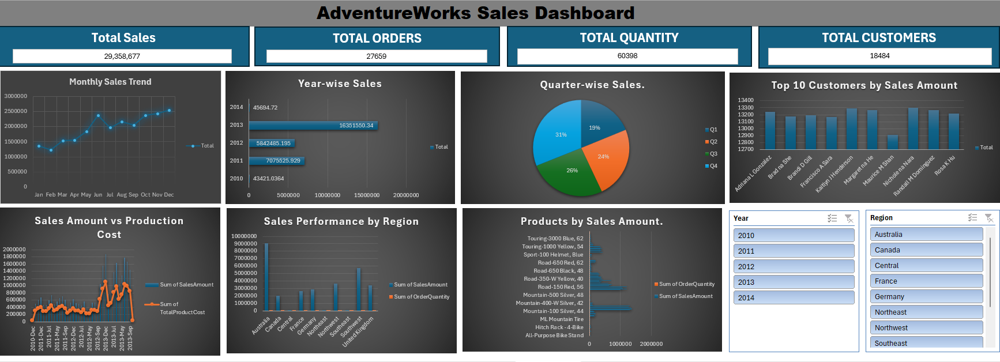 AdventureWorks Sales Dashboard
Total Sales
29,358,677
TOTAL ORDERS
27659
TOTAL QUANTITY
60398
TOTAL CUSTOMERS
18484
Monthly Sales Trend
3000000
2500000
2000000
1500000
1000000
500000
0
Jan Feb Mar Apr May Jun Jul Aug Sep Oct Nov Dec
Total
Year-wise Sales
2014 45694.72
2013 16351550.34
2012 5842485.195
2011 7075525.929
2010 43421.0364
0 5000000 10000000 15000000 20000000
Total
Quarter-wise Sales.
19%
24%
26%
31%
Q1
Q2
Q3
Q4
Top 10 Customers by Sales Amount
13400
13300
13200
13100
13000
12900
12800
12700
Adriana L Gonzalez
Brad na She
Brandi D Gill
Francisco A Sara
Kaitlyn J Henderson
Margaret na He
Maurice M Shan
Nichole na Nara
Randall M Dominguez
Rosa K Hu
Total
Sales Amount vs Production
Cost
2000000
1800000
1600000
1400000
1200000
1000000
800000
600000
400000
200000
0
2010-Dec
2011-Dec
2011-Jul
2011-May
2011-Sep
2012-Dec
2012-Jul
2012-May
2012-Sep
2013-Dec
2013-Jul
2013-May
2013-Sep
Sum of SalesAmount
Sum of
TotalProductCost
Sales Performance by Region
10000000
9000000
8000000
7000000
6000000
5000000
4000000
3000000
2000000
1000000
0
Australia
Canada
Central
France
Germany
Northeast
Northwest
Southeast
Southwest
United Kingdom
Sum of SalesAmount
Sum of OrderQuantity
Products by Sales Amount.
Touring-3000 Blue, 62
Touring-1000 Yellow, 54
Sport-100 Helmet, Blue
Road-650 Red, 62
Road-650 Black, 48
Road-350-W Yellow, 40
Road-150 Red, 56
Mountain-500 Silver, 48
Mountain-400-W Silver, 42
Mountain-100 Silver, 44
ML Mountain Tire
Hitch Rack - 4-Bike
All-Purpose Bike Stand
0 1000000 2000000
Sum of OrderQuantity
Sum of SalesAmount
Year
2010
2011
2012
2013
2014
Region
Australia
Canada
Central
France
Germany
Northeast
Northwest
Southeast